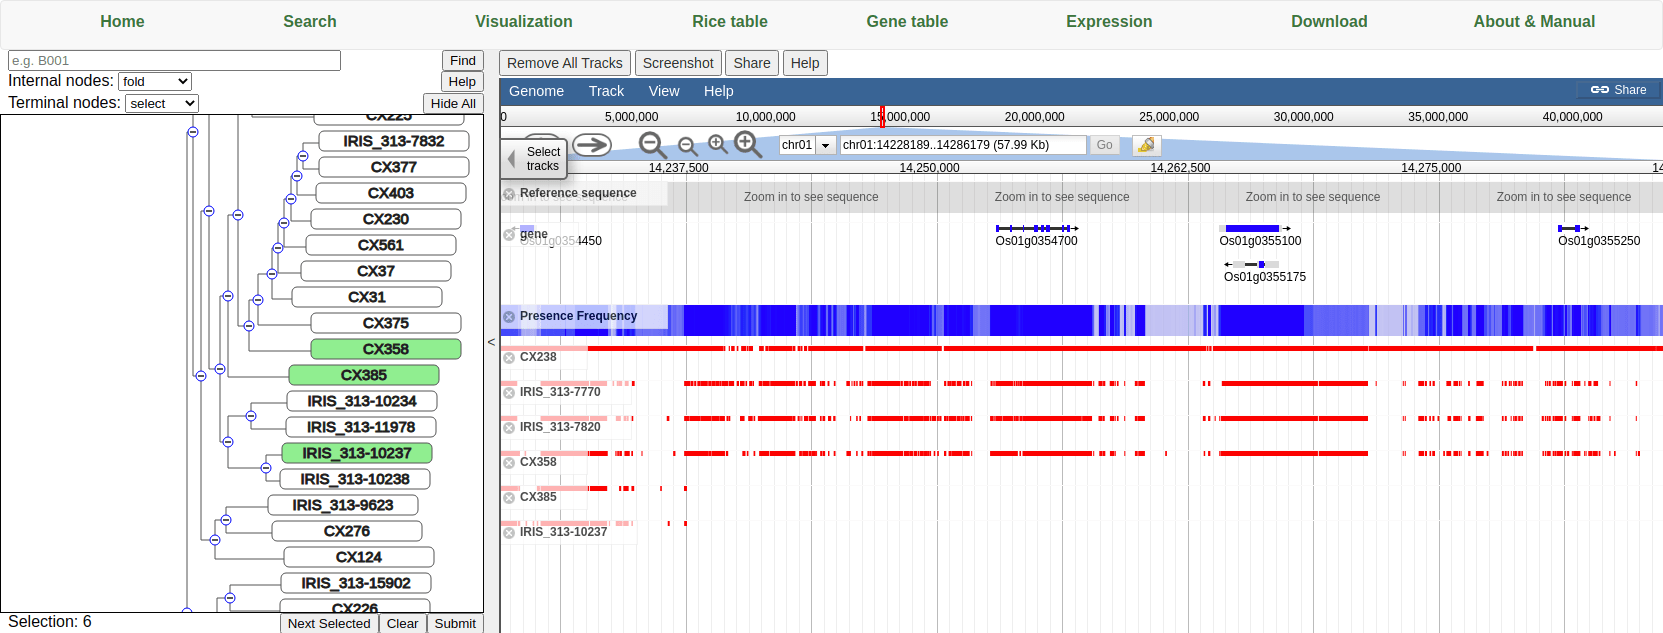 Home Search Visualization Rice table Gene table Expression Download About & Manual
e.g. B001 Find
Internal nodes: fold Help
Terminal nodes: select Hide All
CX225
IRIS_313-7832
CX377
CX403
CX230
CX561
CX37
CX31
CX375
CX358
CX385
IRIS_313-10234
IRIS_313-11978
IRIS_313-10237
IRIS_313-10238
IRIS_313-9623
CX276
CX124
IRIS_313-15902
CX226
Selection: 6 Next Selected Clear Submit
<
Remove All Tracks Screenshot Share Help
Genome Track View Help Share
0 5,000,000 10,000,000 15,000,000 20,000,000 25,000,000 30,000,000 35,000,000 40,000,000
Select tracks
chr01 chr01:14228189..14286179 (57.99 Kb) Go
14,237,500 14,250,000 14,262,500 14,275,000
Reference sequence
Zoom in to see sequence Zoom in to see sequence Zoom in to see sequence Zoom in to see sequence Zoom in to see sequence
gene
Os01g0354450 Os01g0354700 Os01g0355100 Os01g0355250
Os01g0355175
Presence Frequency
CX238
IRIS_313-7770
IRIS_313-7820
CX358
CX385
IRIS_313-10237